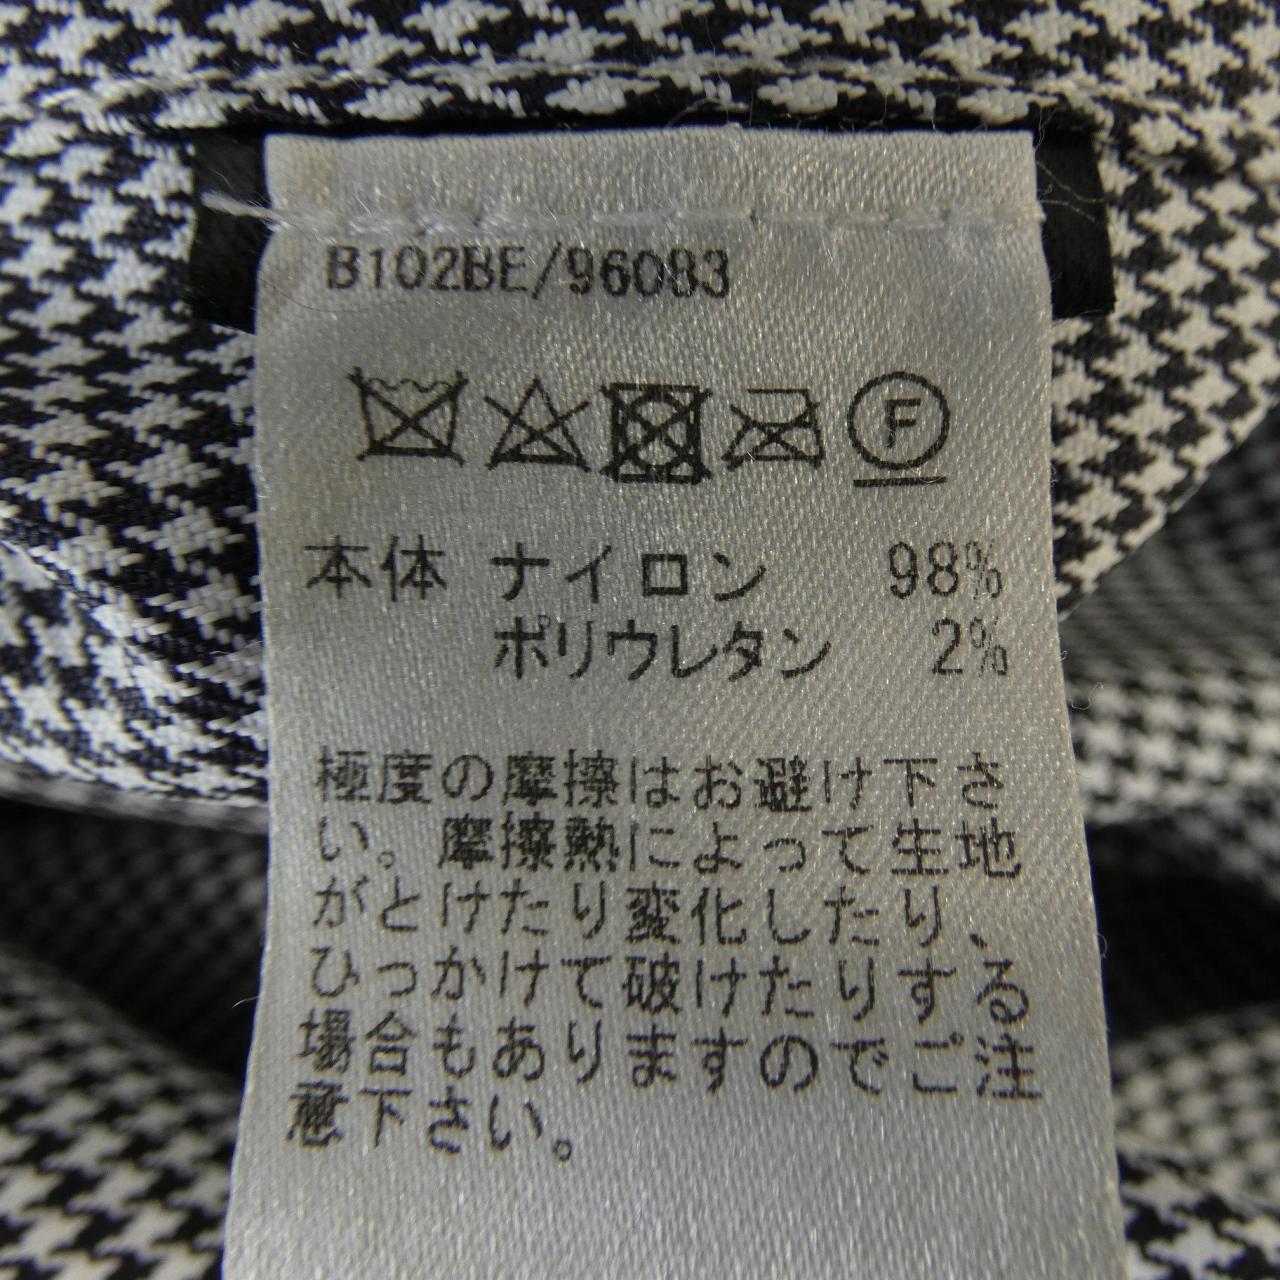 B102BE/96083
F
本体 ナイロン 98%
ポリウレタン 2%
極度の摩擦はお避け下さ
い。摩擦熱によって生地
がとけたり変化したり、
ひっかけて破けたりする
場合もありますのでご注
意下さい。